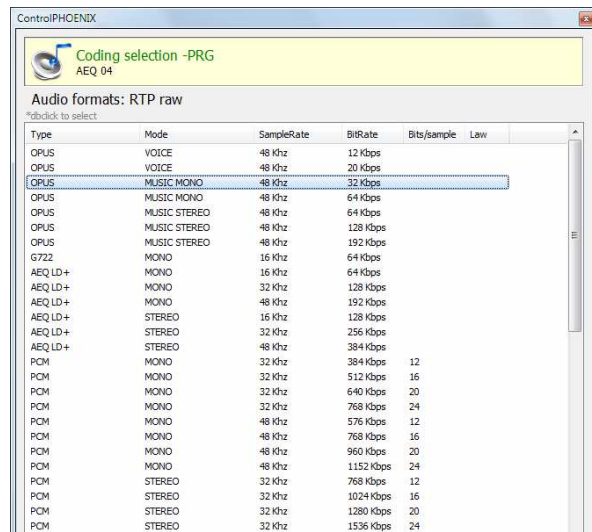 ControlPHOENIX
Coding selection -PRG
AEQ 04
Audio formats: RTP raw
*dbclick to select
Type Mode SampleRate BitRate Bits/sample Law
OPUS VOICE 48 Khz 12 Kbps
OPUS VOICE 48 Khz 20 Kbps
OPUS MUSIC MONO 48 Khz 32 Kbps
OPUS MUSIC MONO 48 Khz 64 Kbps
OPUS MUSIC STEREO 48 Khz 64 Kbps
OPUS MUSIC STEREO 48 Khz 128 Kbps
OPUS MUSIC STEREO 48 Khz 192 Kbps
G722 MONO 16 Khz 64 Kbps
AEQ LD+ MONO 16 Khz 64 Kbps
AEQ LD+ MONO 32 Khz 128 Kbps
AEQ LD+ MONO 48 Khz 192 Kbps
AEQ LD+ STEREO 16 Khz 128 Kbps
AEQ LD+ STEREO 32 Khz 256 Kbps
AEQ LD+ STEREO 48 Khz 384 Kbps
PCM MONO 32 Khz 384 Kbps 12
PCM MONO 32 Khz 512 Kbps 16
PCM MONO 32 Khz 640 Kbps 20
PCM MONO 32 Khz 768 Kbps 24
PCM MONO 48 Khz 576 Kbps 12
PCM MONO 48 Khz 768 Kbps 16
PCM MONO 48 Khz 960 Kbps 20
PCM MONO 48 Khz 1152 Kbps 24
PCM STEREO 32 Khz 768 Kbps 12
PCM STEREO 32 Khz 1024 Kbps 16
PCM STEREO 32 Khz 1280 Kbps 20
PCM STEREO 32 Khz 1536 Kbps 24